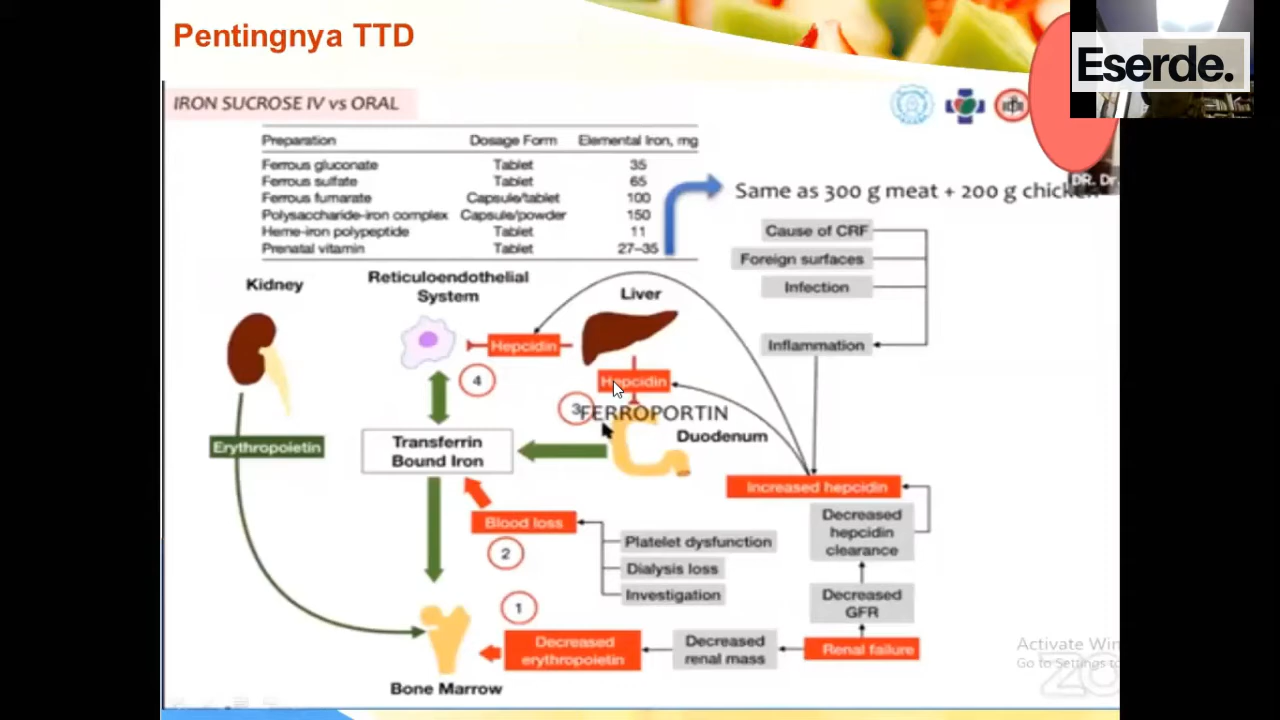 Pentingnya TTD
Eserde.
IRON SUCROSE IV vs ORAL
Preparation Dosage Form Elemental Iron, mg
Ferrous gluconate Tablet 35
Ferrous sulfate Tablet 65
Ferrous fumarate Capsule/tablet 100
Polysaccharide-iron complex Capsule/powder 150
Heme-iron polypeptide Tablet 11
Prenatal vitamin Tablet 27–35
DR. Dr.
Same as 300 g meat + 200 g chicken
Cause of CRF
Foreign surfaces
Infection
Inflammation
Kidney
Reticuloendothelial
System
Liver
Hepcidin
Hepcidin
4
3
FERROPORTIN
Duodenum
Erythropoietin
Transferrin
Bound Iron
Increased hepcidin
Decreased
hepcidin
clearance
Decreased
GFR
Renal failure
Blood loss
2
Platelet dysfunction
Dialysis loss
Investigation
1
Decreased
erythropoietin
Decreased
renal mass
Bone Marrow
Activate Win
Go to Settings to
ZO